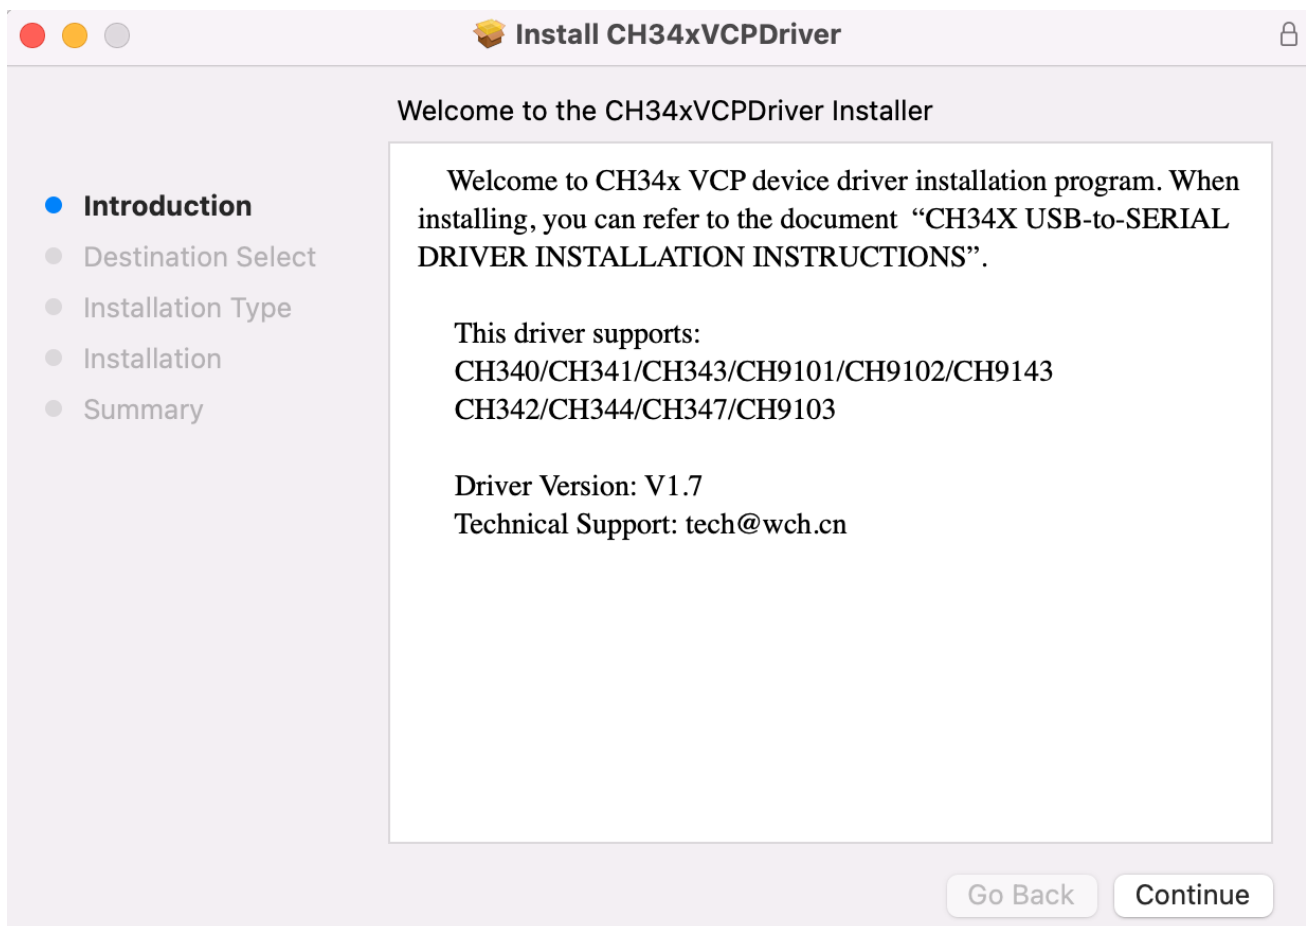 Install CH34xVCPDriver
Welcome to the CH34xVCPDriver Installer
Introduction
Destination Select
Installation Type
Installation
Summary
Welcome to CH34x VCP device driver installation program. When
installing, you can refer to the document “CH34X USB-to-SERIAL
DRIVER INSTALLATION INSTRUCTIONS”.
This driver supports:
CH340/CH341/CH343/CH9101/CH9102/CH9143
CH342/CH344/CH347/CH9103
Driver Version: V1.7
Technical Support: tech@wch.cn
Go Back
Continue